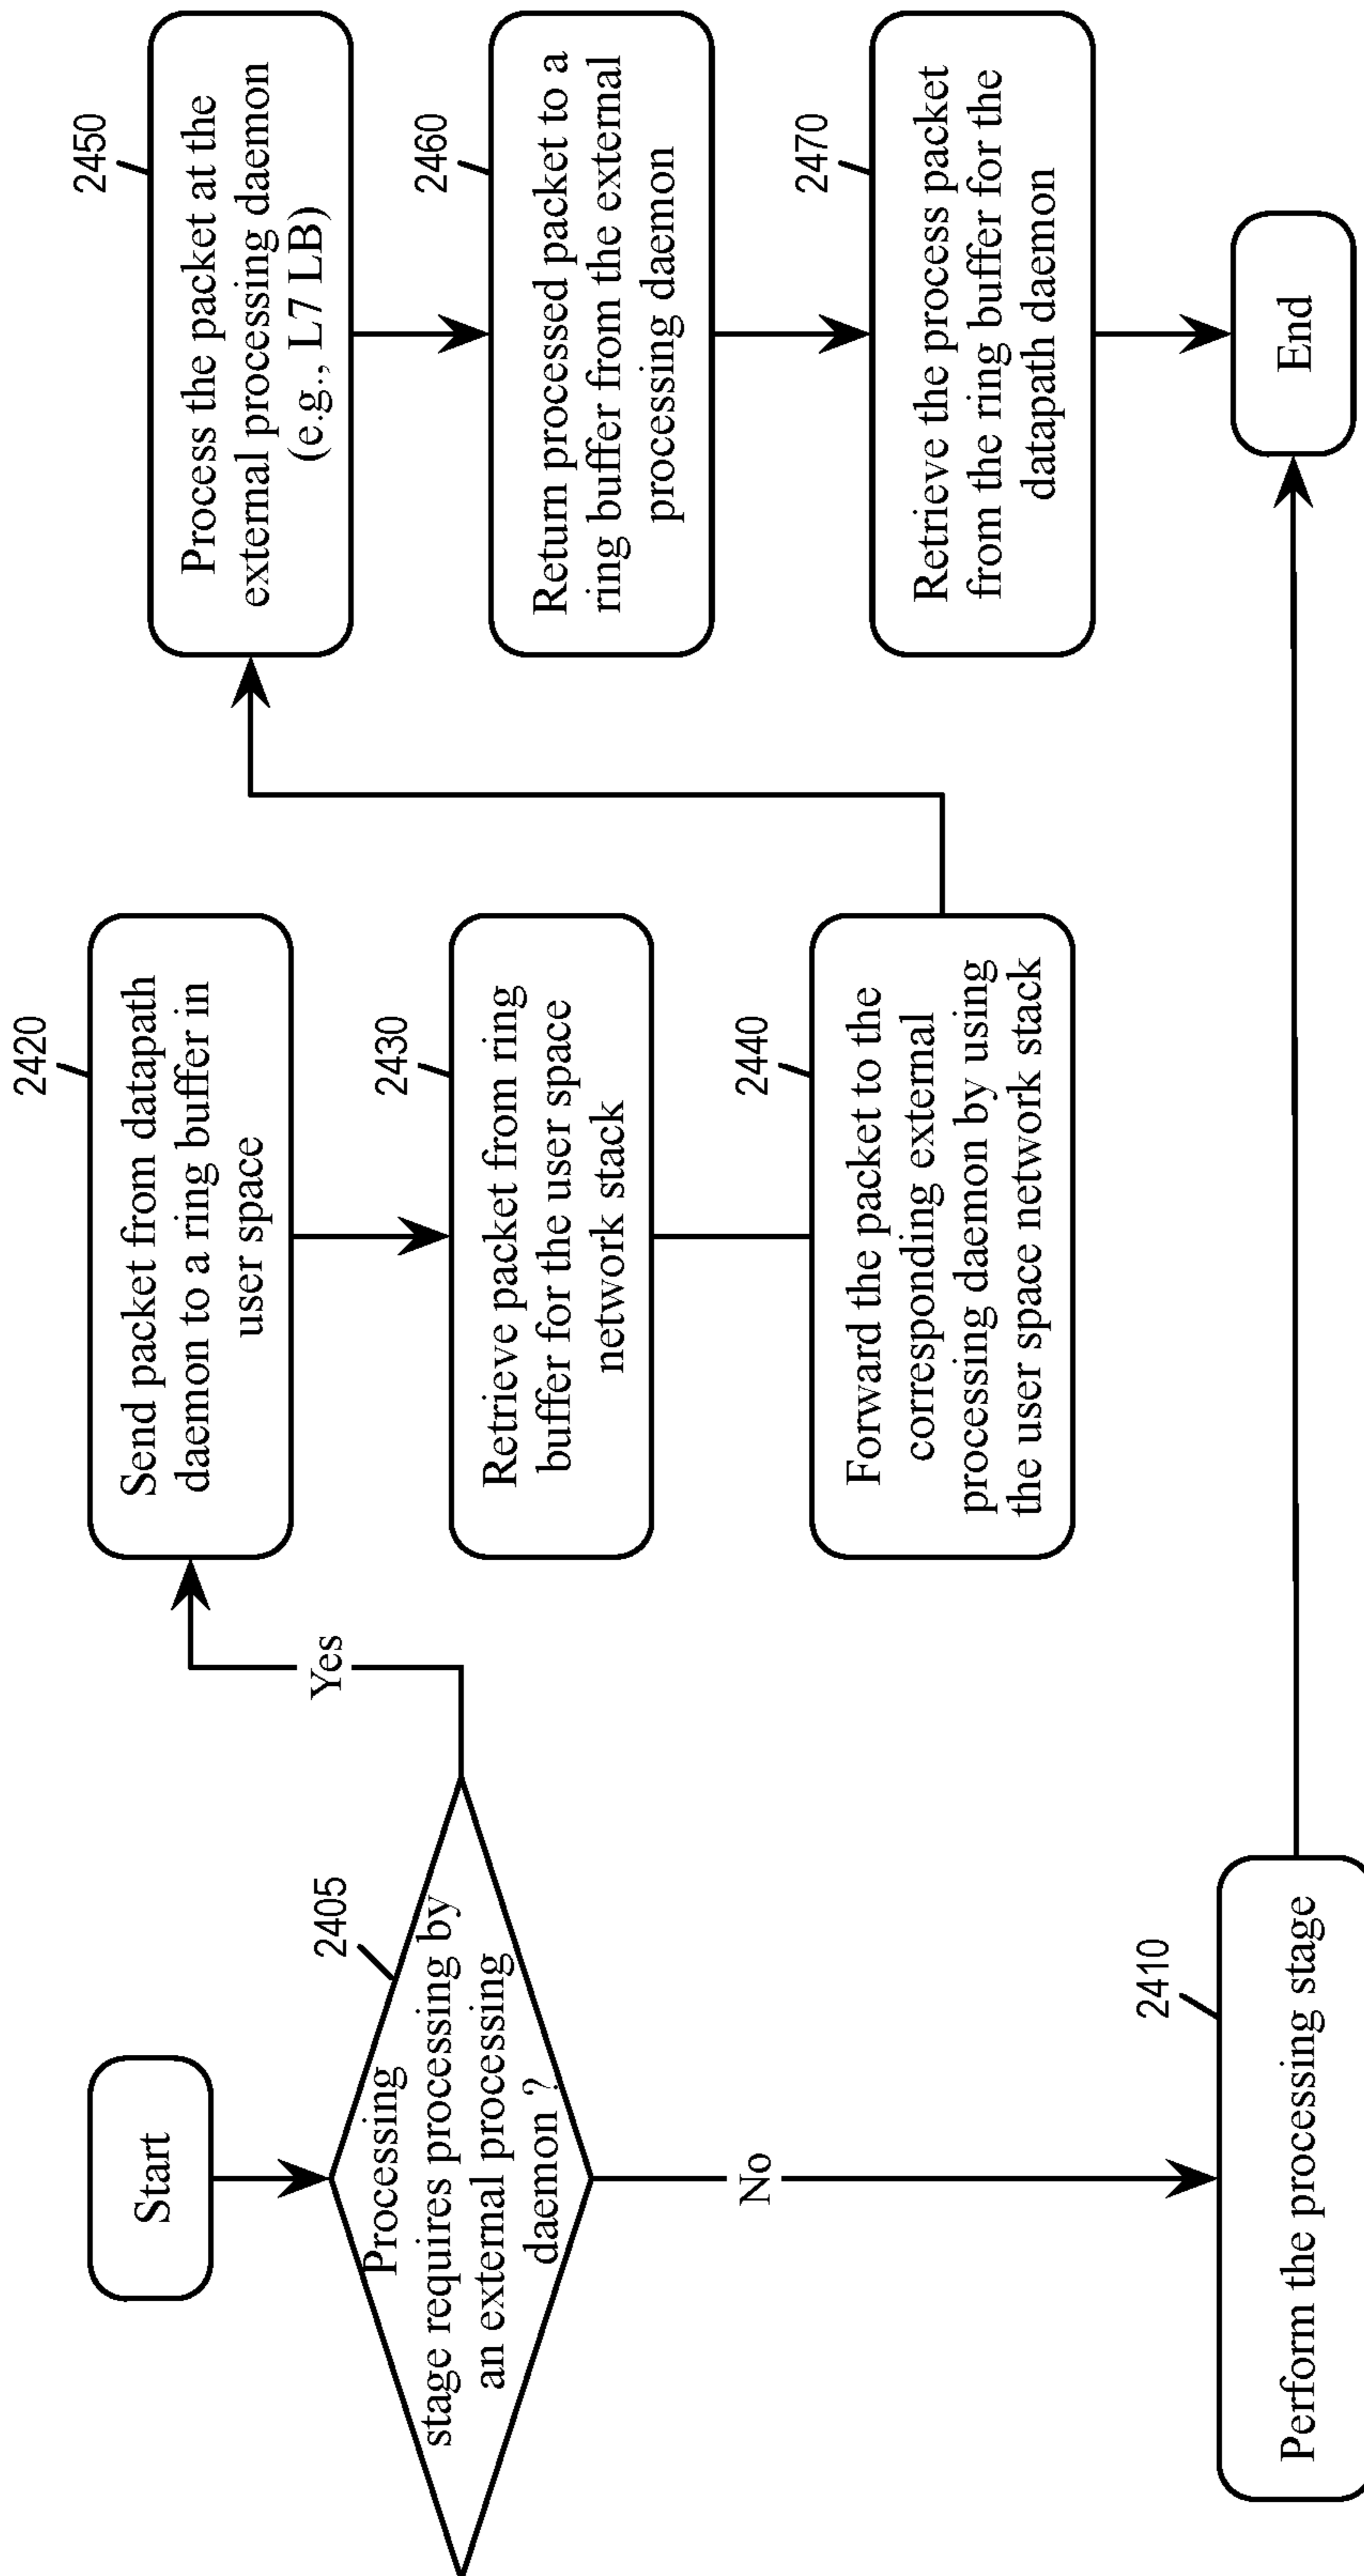 Start
2405
Processing
stage requires processing by
an external processing
daemon ?
Yes
No
2410
Perform the processing stage
2420
Send packet from datapath
daemon to a ring buffer in
user space
2430
Retrieve packet from ring
buffer for the user space
network stack
2440
Forward the packet to the
corresponding external
processing daemon by using
the user space network stack
2450
Process the packet at the
external processing daemon
(e.g., L7 LB)
2460
Return processed packet to a
ring buffer from the external
processing daemon
2470
Retrieve the process packet
from the ring buffer for the
datapath daemon
End